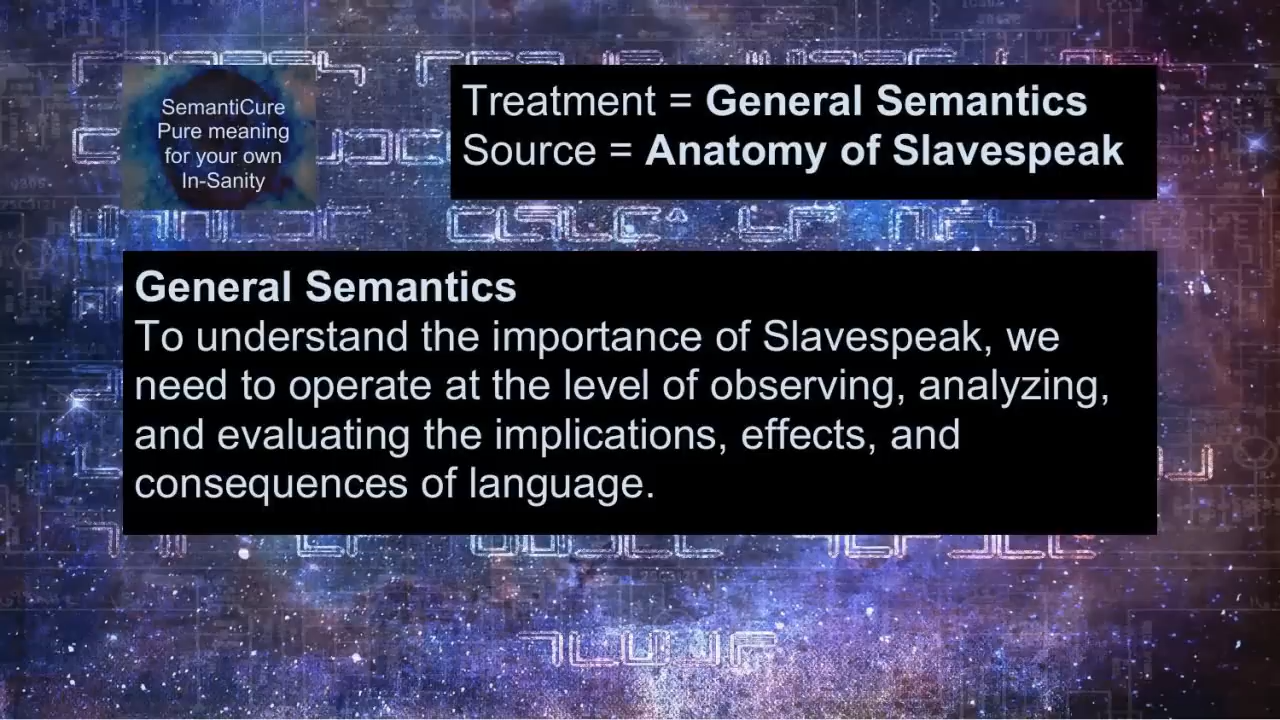 SemantiCure
Pure meaning
for your own
In-Sanity
Treatment = General Semantics
Source = Anatomy of Slavespeak
General Semantics
To understand the importance of Slavespeak, we
need to operate at the level of observing, analyzing,
and evaluating the implications, effects, and
consequences of language.